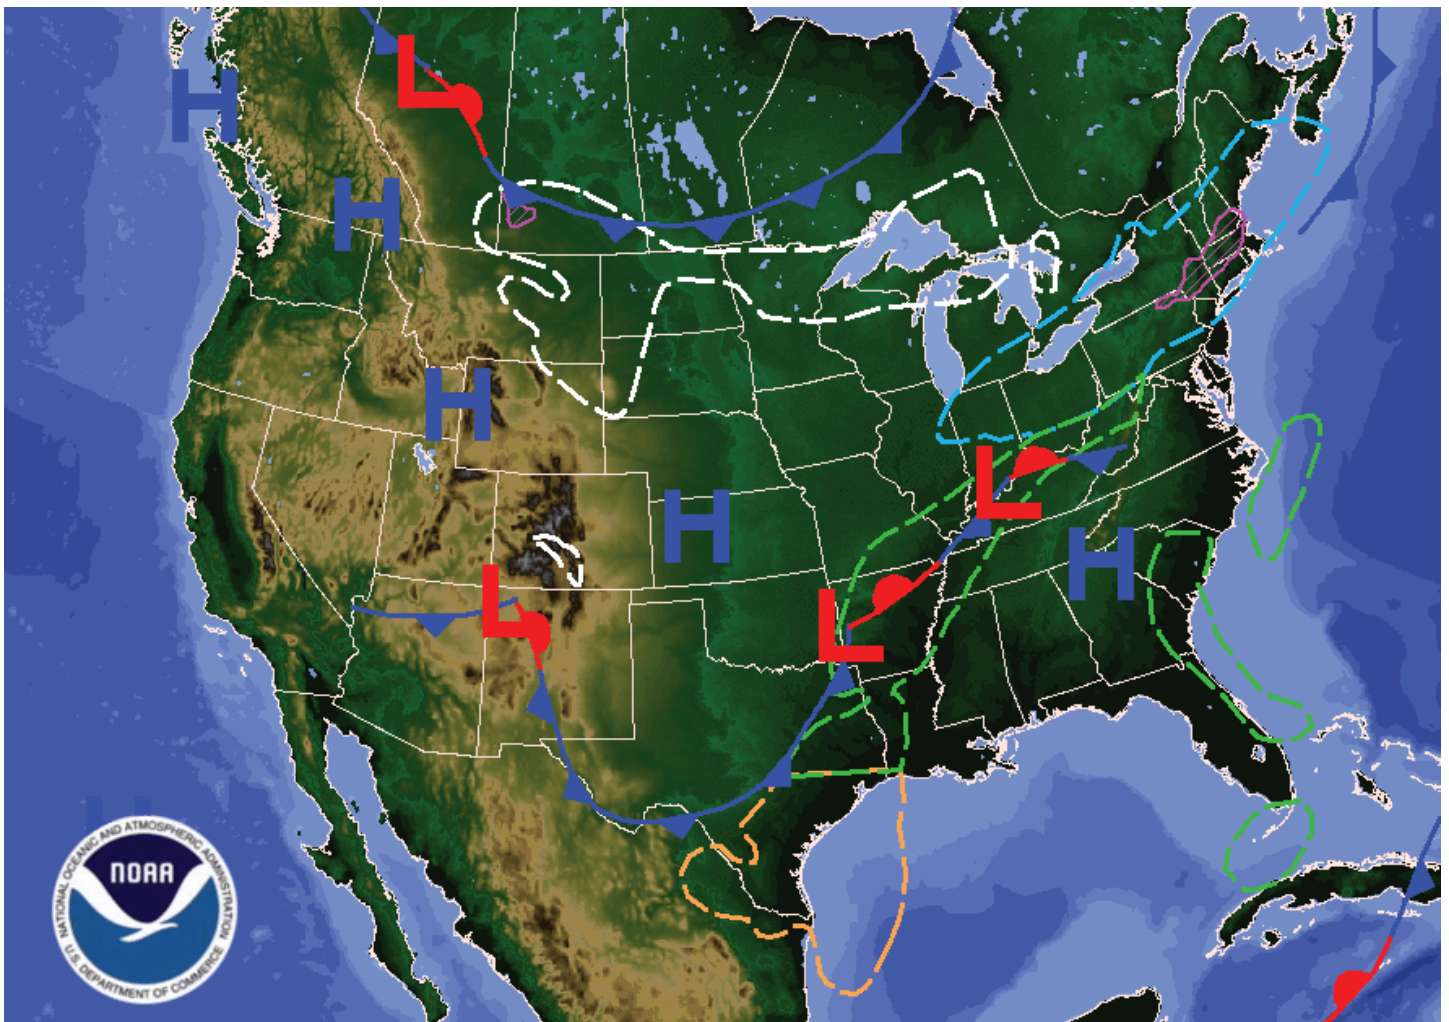 H
L
H
H
L
H
H
L
L
H
NATIONAL OCEANIC AND ATMOSPHERIC ADMINISTRATION
NOAA
U.S. DEPARTMENT OF COMMERCE